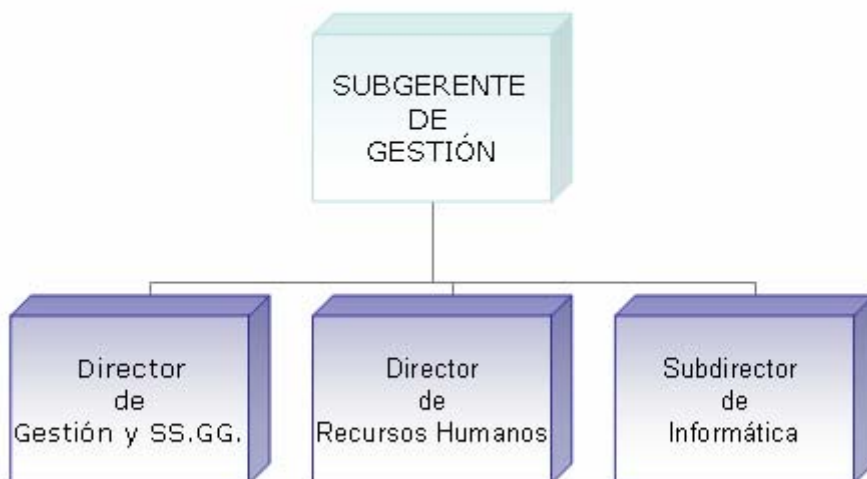 SUBGERENTE
DE
GESTIÓN
Director
de
Gestión y SS.GG.
Director
de
Recursos Humanos
Subdirector
de
Informática